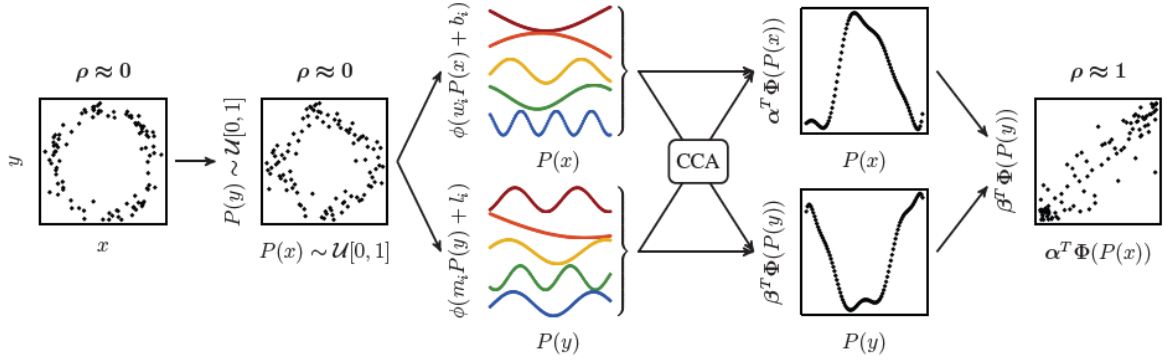 ρ ≈ 0
y
x
ρ ≈ 0
P(y) ∼ U[0, 1]
P(x) ∼ U[0, 1]
ϕ(w_i P(x) + b_i)
P(x)
ϕ(m_i P(y) + l_i)
P(y)
CCA
α^T Φ(P(x))
P(x)
β^T Φ(P(y))
P(y)
ρ ≈ 1
β^T Φ(P(y))
α^T Φ(P(x))